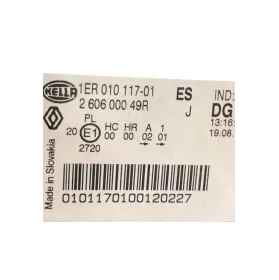 HELLA 1ER 010 117-01 ES IND:
2 606 000 49R J DG
PL 13:16:
20 E1 HC HR A 1 19.08.
00 00 02 01
2720
Made in Slovakia
0101170100120227